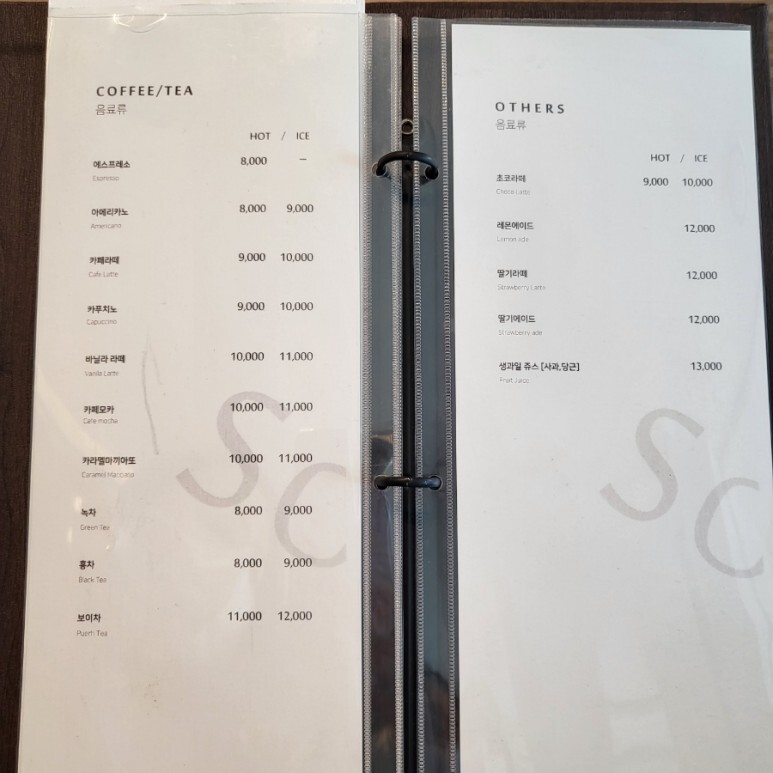 COFFEE/TEA
음료류
HOT / ICE
에스프레소 8,000 –
Espresso
아메리카노 8,000 9,000
Americano
카페라떼 9,000 10,000
Cafe Latte
카푸치노 9,000 10,000
Capuccino
바닐라 라떼 10,000 11,000
Vanila Latte
카페모카 10,000 11,000
Cafe mocha
카라멜마끼아또 10,000 11,000
Caramel
녹차 8,000 9,000
Green Tea
홍차 8,000 9,000
Black Tea
보이차 11,000 12,000
Puerh Tea
SC
OTHERS
음료류
HOT / ICE
초코라떼 9,000 10,000
Choco Latte
레몬에이드 12,000
Lemon ade
딸기라떼 12,000
Strawberry Latte
딸기에이드 12,000
Strawberry ade
생과일 쥬스 [사과,당근] 13,000
Fruit Juice
SC